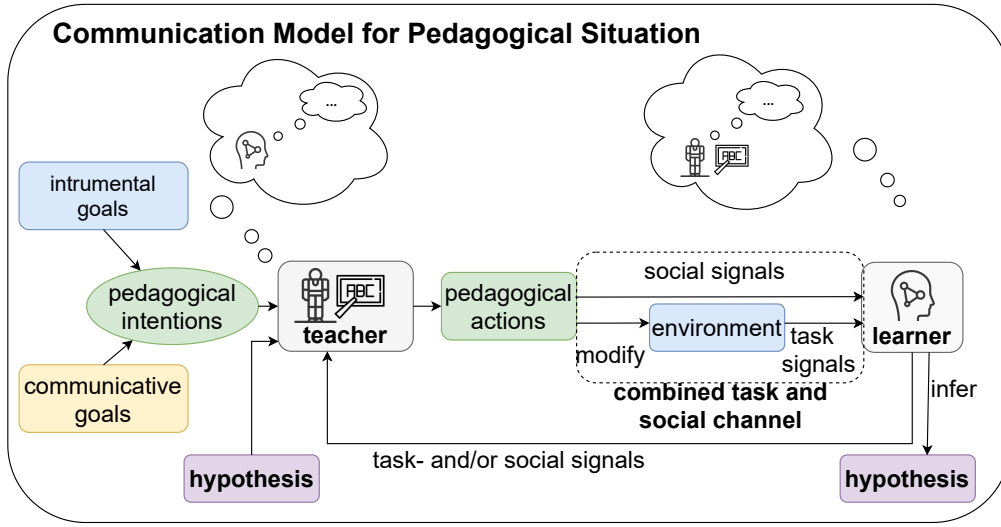 Communication Model for Pedagogical Situation
...
...
intrumental
goals
pedagogical
intentions
communicative
goals
ABC
teacher
pedagogical
actions
social signals
environment
modify
task
signals
combined task and
social channel
ABC
learner
infer
task- and/or social signals
hypothesis
hypothesis